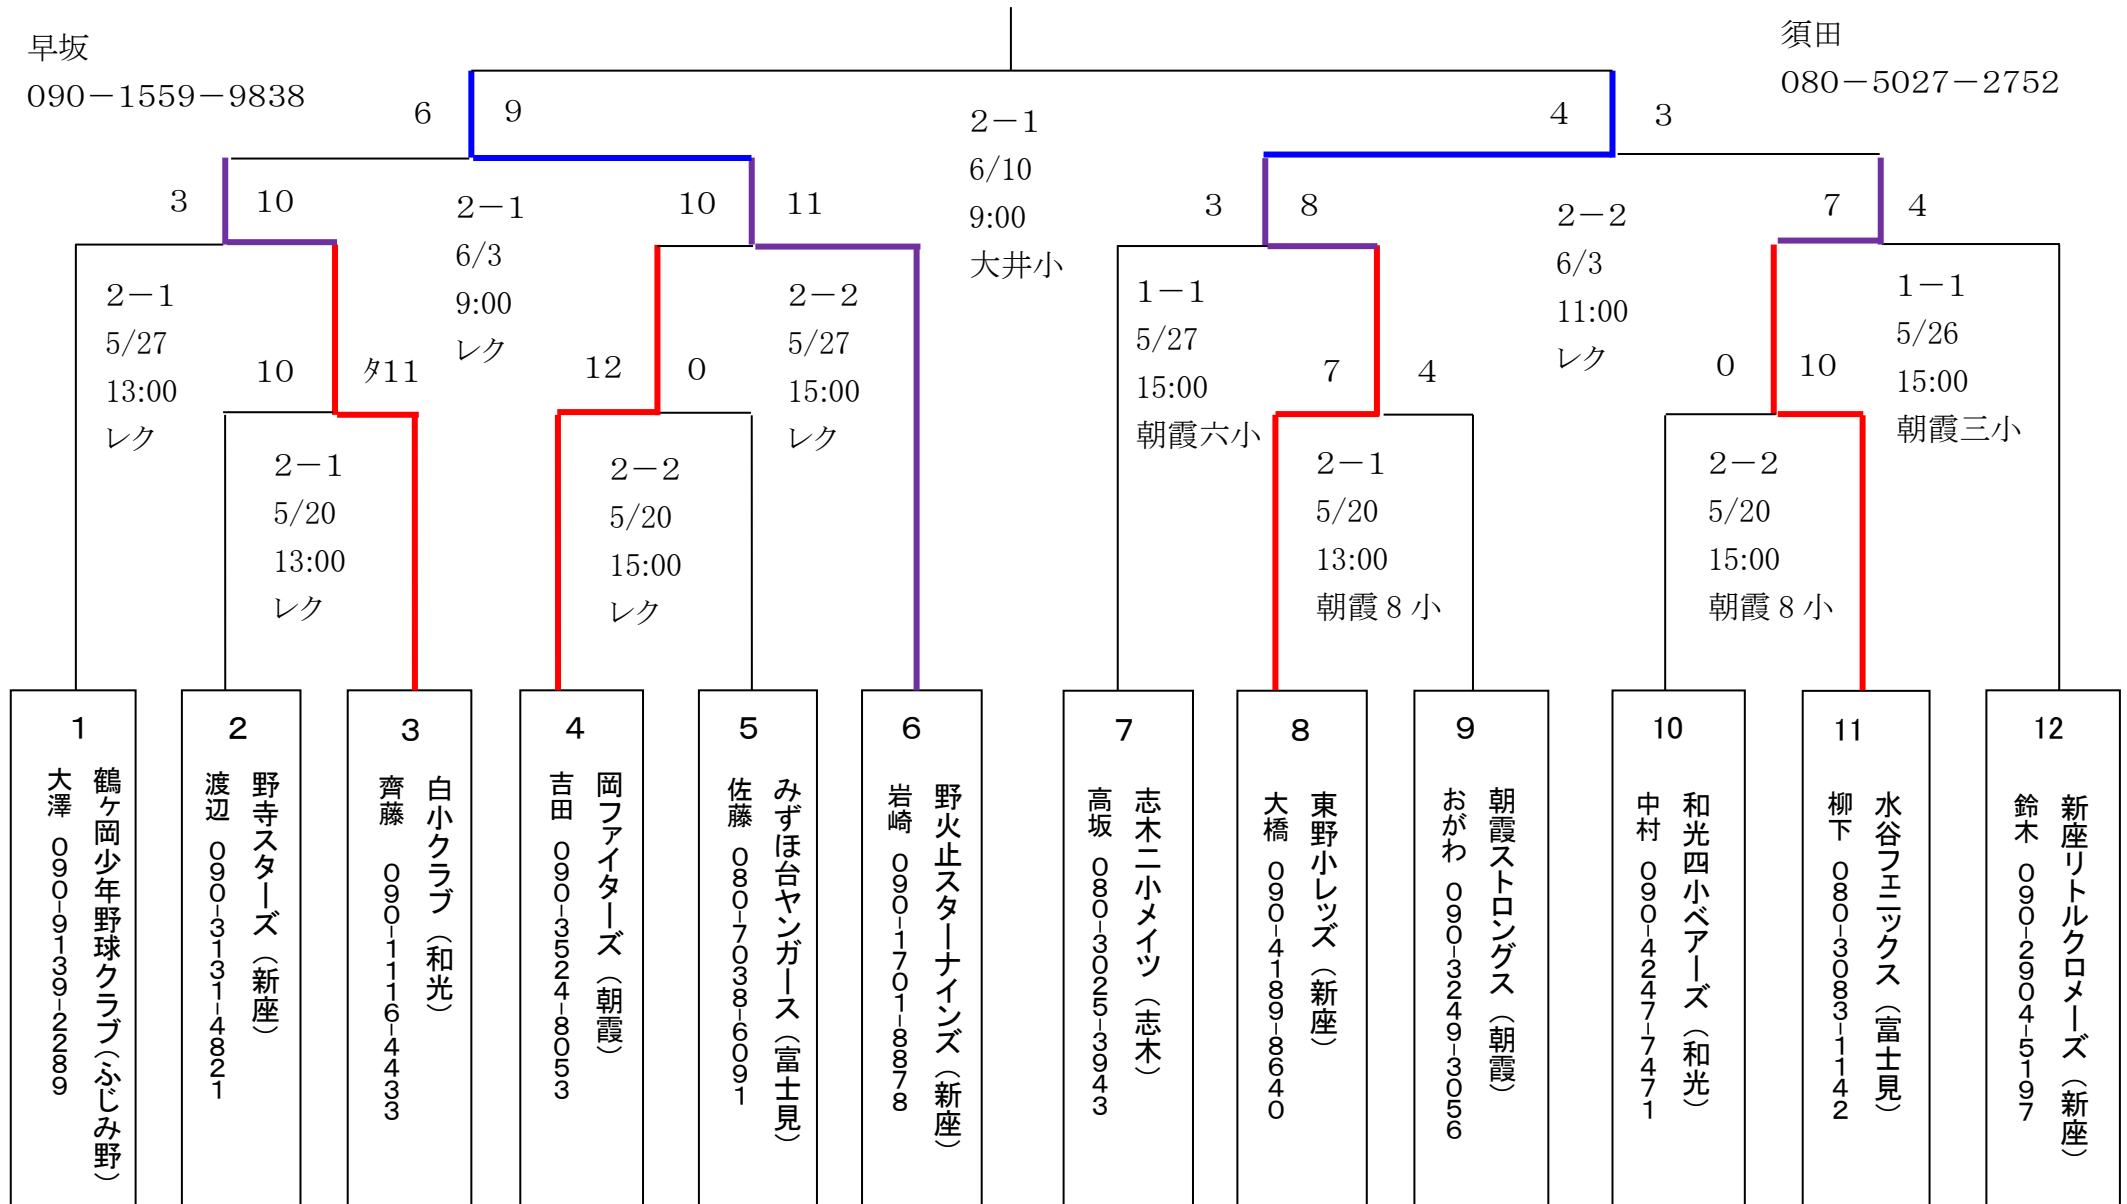 早坂
090－1559－9838
須田
080－5027－2752
6
9
4
3
2－1
6/10
9:00
大井小
3
10
2－1
6/3
9:00
レク
10
11
3
8
2－2
6/3
11:00
レク
7
4
2－1
5/27
13:00
レク
2－2
5/27
15:00
レク
1－1
5/27
15:00
朝霞六小
1－1
5/26
15:00
朝霞三小
10
ﾀ11
12
0
7
4
0
10
2－1
5/20
13:00
レク
2－2
5/20
15:00
レク
2－1
5/20
13:00
朝霞８小
2－2
5/20
15:00
朝霞８小
1
鶴ヶ岡少年野球クラブ（ふじみ野）
大澤 090-9139-2289
2
野寺スターズ（新座）
渡辺 090-3131-4821
3
白小クラブ（和光）
齊藤 090-1116-4433
4
岡ファイターズ（朝霞）
吉田 090-3524-8053
5
みずほ台ヤンガース（富士見）
佐藤 080-7038-6091
6
野火止スターナインズ（新座）
岩崎 090-1701-8878
7
志木二小メイツ（志木）
高坂 080-3025-3943
8
東野小レッズ（新座）
大橋 090-4189-8640
9
朝霞ストロングス（朝霞）
おがわ 090-3249-3056
10
和光四小ベアーズ（和光）
中村 090-4247-7471
11
水谷フェニックス（富士見）
柳下 080-3083-1142
12
新座リトルクロメーズ（新座）
鈴木 090-2904-5197